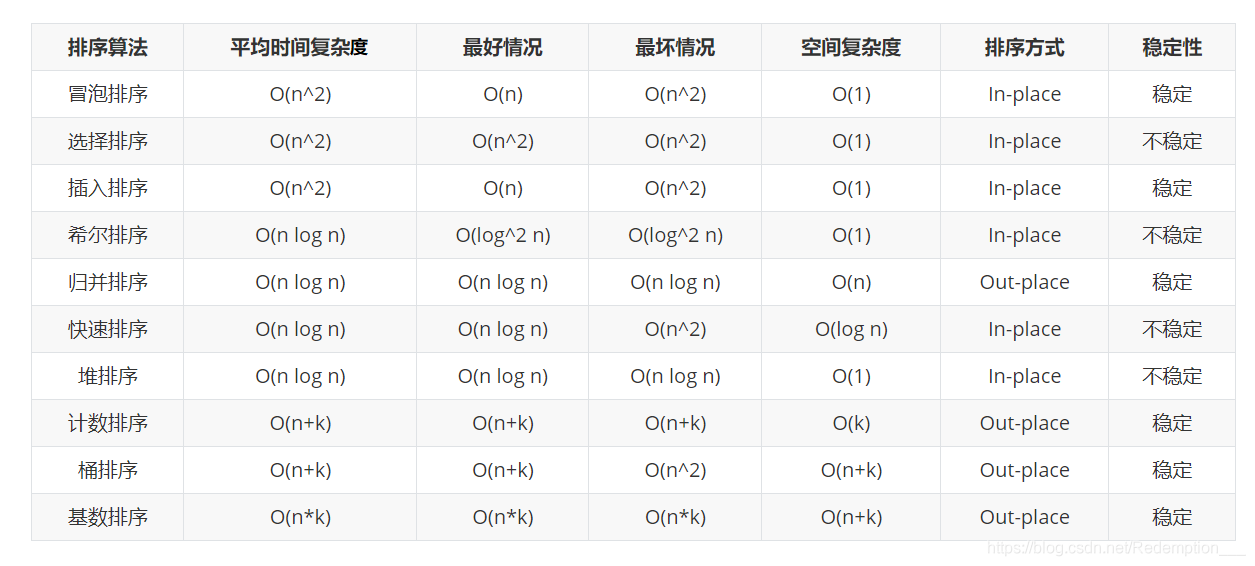 排序算法 平均时间复杂度 最好情况 最坏情况 空间复杂度 排序方式 稳定性
冒泡排序 O(n^2) O(n) O(n^2) O(1) In-place 稳定
选择排序 O(n^2) O(n^2) O(n^2) O(1) In-place 不稳定
插入排序 O(n^2) O(n) O(n^2) O(1) In-place 稳定
希尔排序 O(n log n) O(log^2 n) O(log^2 n) O(1) In-place 不稳定
归并排序 O(n log n) O(n log n) O(n log n) O(n) Out-place 稳定
快速排序 O(n log n) O(n log n) O(n^2) O(log n) In-place 不稳定
堆排序 O(n log n) O(n log n) O(n log n) O(1) In-place 不稳定
计数排序 O(n+k) O(n+k) O(n+k) O(k) Out-place 稳定
桶排序 O(n+k) O(n+k) O(n^2) O(n+k) Out-place 稳定
基数排序 O(n*k) O(n*k) O(n*k) O(n+k) Out-place 稳定
https://blog.csdn.net/Redemption___